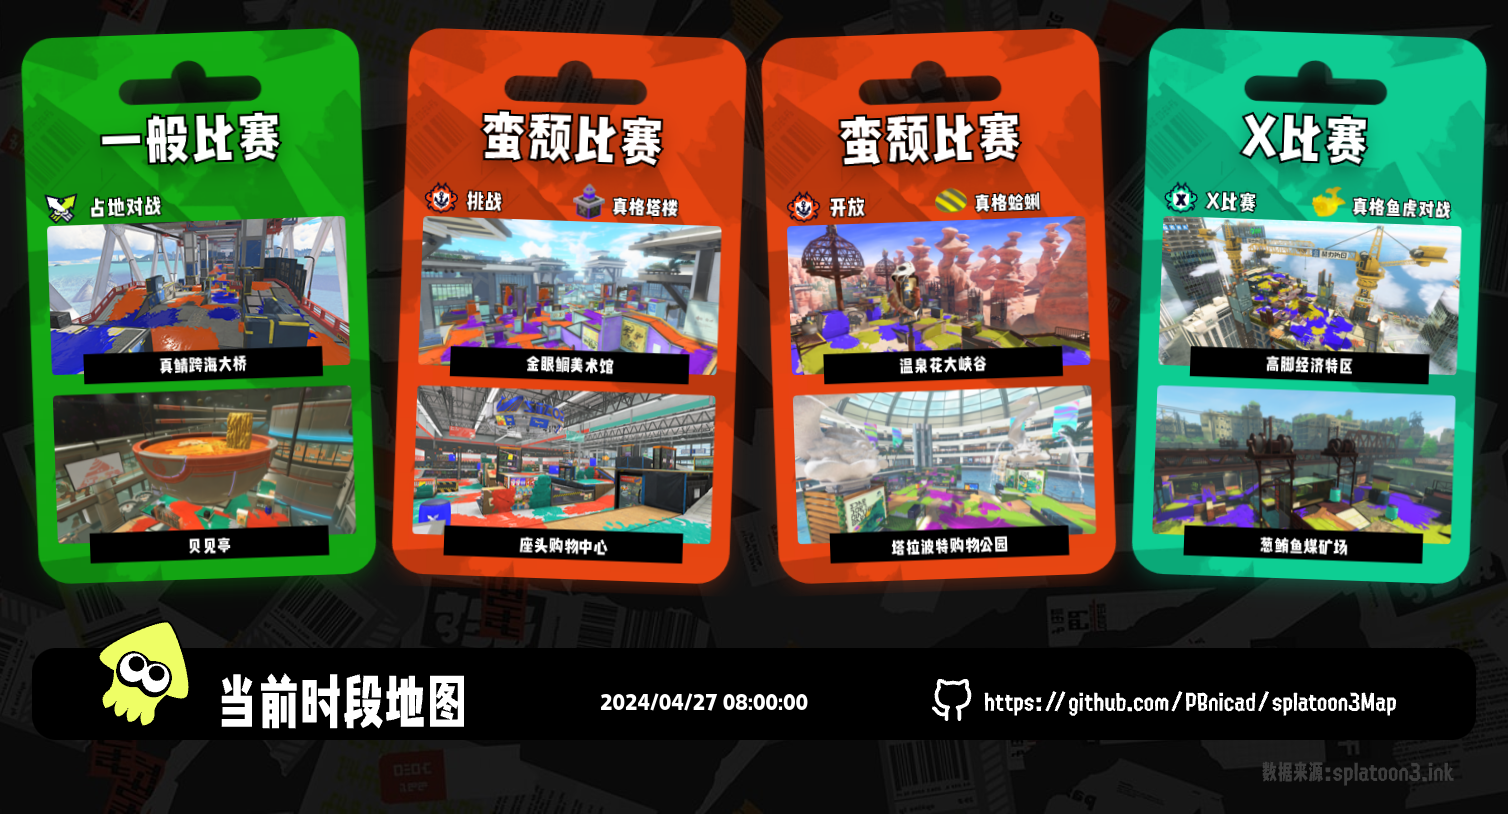 一般比赛
占地对战
真鲭跨海大桥
贝见亭
蛮颓比赛
挑战
真格塔楼
金眼鲷美术馆
座头购物中心
蛮颓比赛
开放
真格蛤蜊
温泉花大峡谷
塔拉波特购物公园
X比赛
X比赛
真格鱼虎对战
高脚经济特区
葱鲔鱼煤矿场
当前时段地图
2024/04/27 08:00:00
https://github.com/PBnicad/splatoon3Map
数据来源:splatoon3.ink